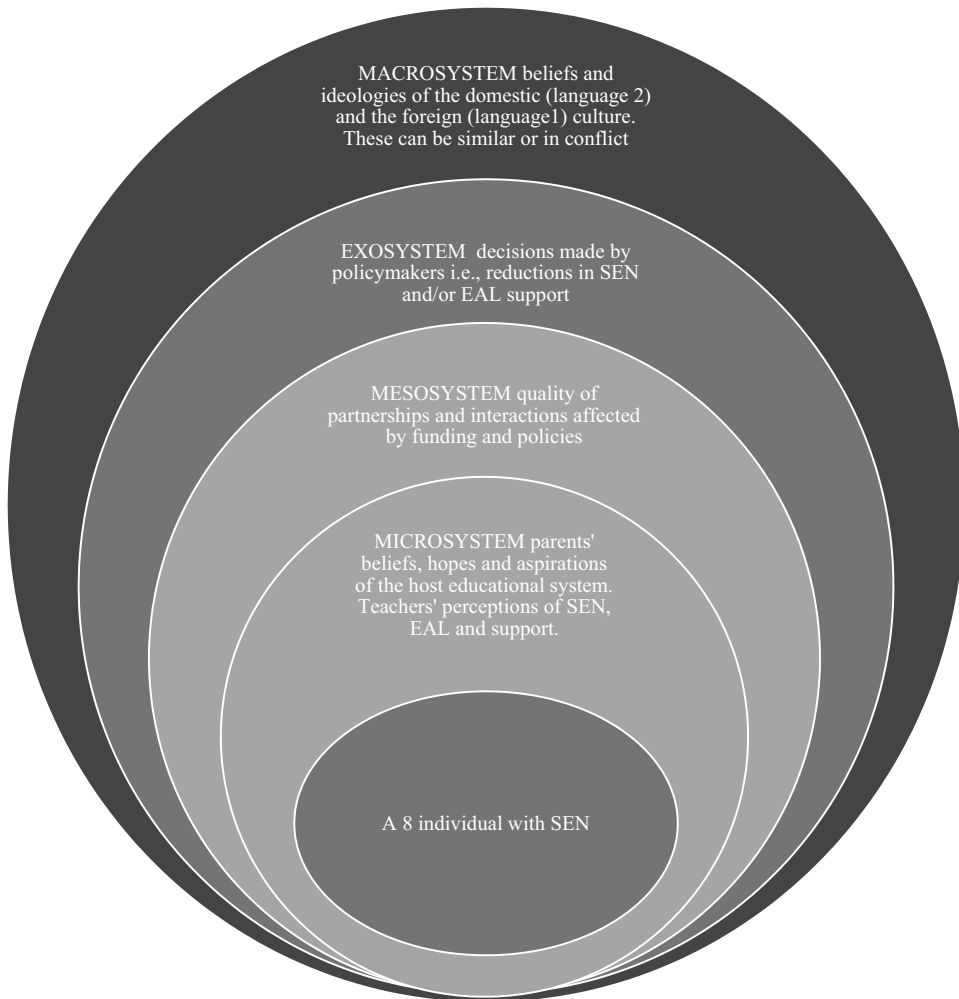 MACROSYSTEM beliefs and
ideologies of the domestic (language 2)
and the foreign (language1) culture.
These can be similar or in conflict
EXOSYSTEM decisions made by
policymakers i.e., reductions in SEN
and/or EAL support
MESOSYSTEM quality of
partnerships and interactions affected
by funding and policies
MICROSYSTEM parents'
beliefs, hopes and aspirations
of the host educational system.
Teachers' perceptions of SEN,
EAL and support.
A 8 individual with SEN